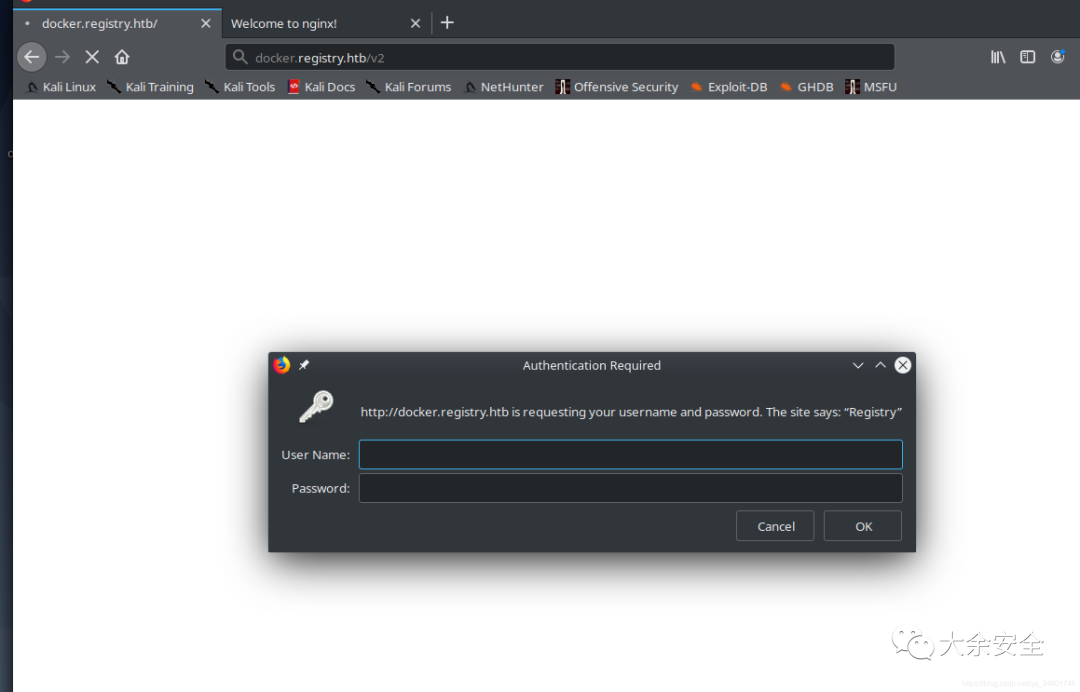 docker.registry.htb/
Welcome to nginx!
docker.registry.htb/v2
Kali Linux
Kali Training
Kali Tools
Kali Docs
Kali Forums
NetHunter
Offensive Security
Exploit-DB
GHDB
MSFU
Authentication Required
http://docker.registry.htb is requesting your username and password. The site says: “Registry”
User Name:
Password:
Cancel
OK
大余安全